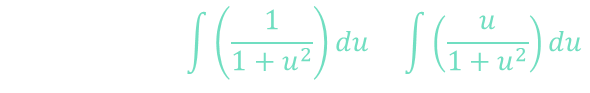 ∫(1/(1 + u²)) du ∫(u/(1 + u²)) du